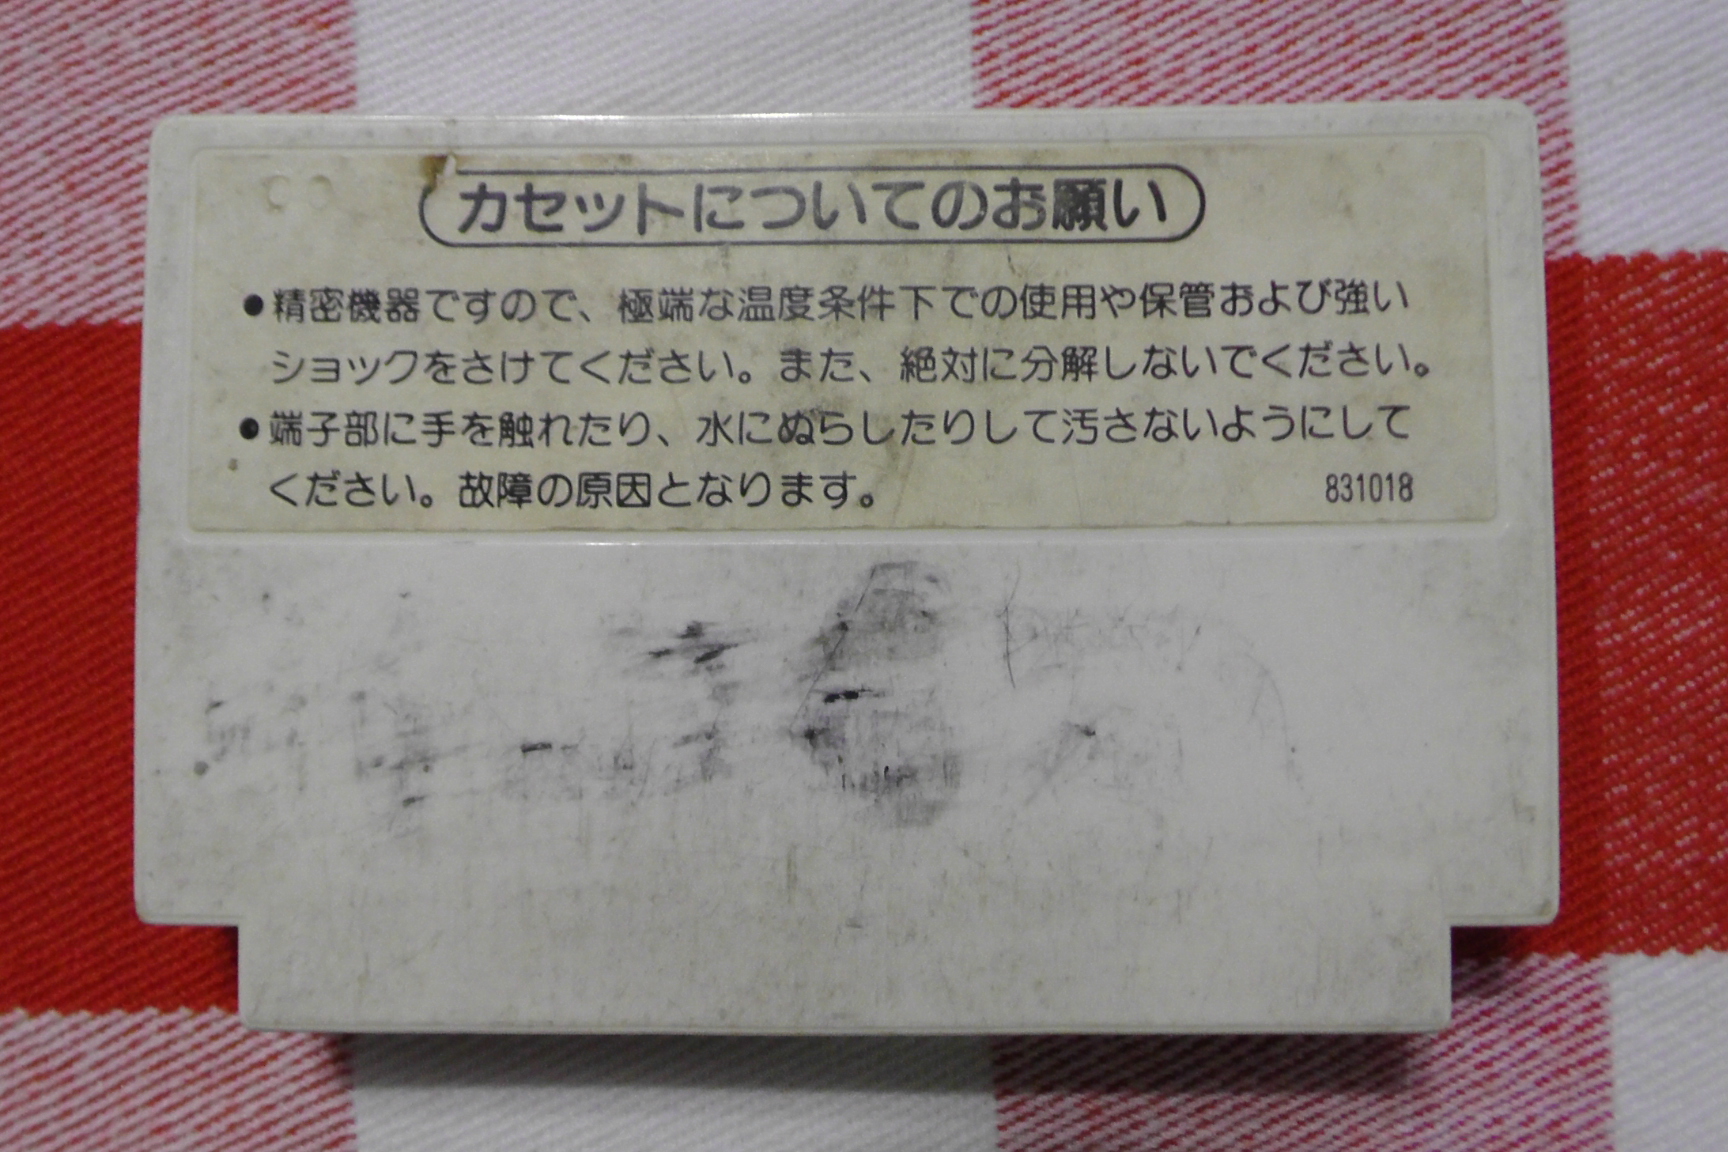 カセットについてのお願い
●精密機器ですので、極端な温度条件下での使用や保管および強い
ショックをさけてください。また、絶対に分解しないでください。
●端子部に手を触れたり、水にぬらしたりして汚さないようにして
ください。故障の原因となります。 831018